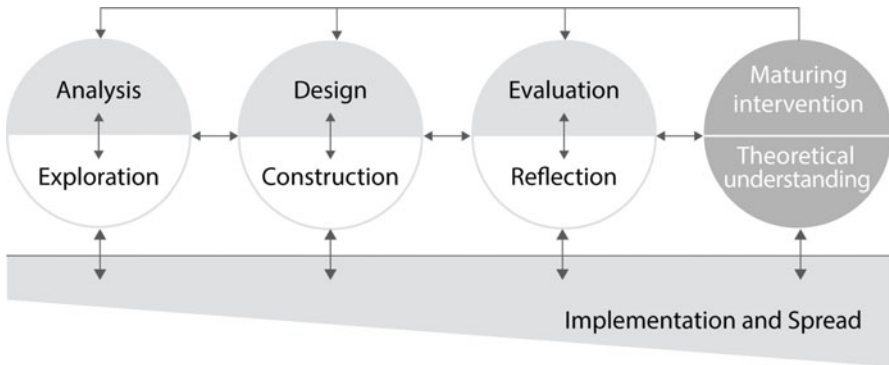 Analysis
Exploration
Design
Construction
Evaluation
Reflection
Maturing
intervention
Theoretical
understanding
Implementation and Spread